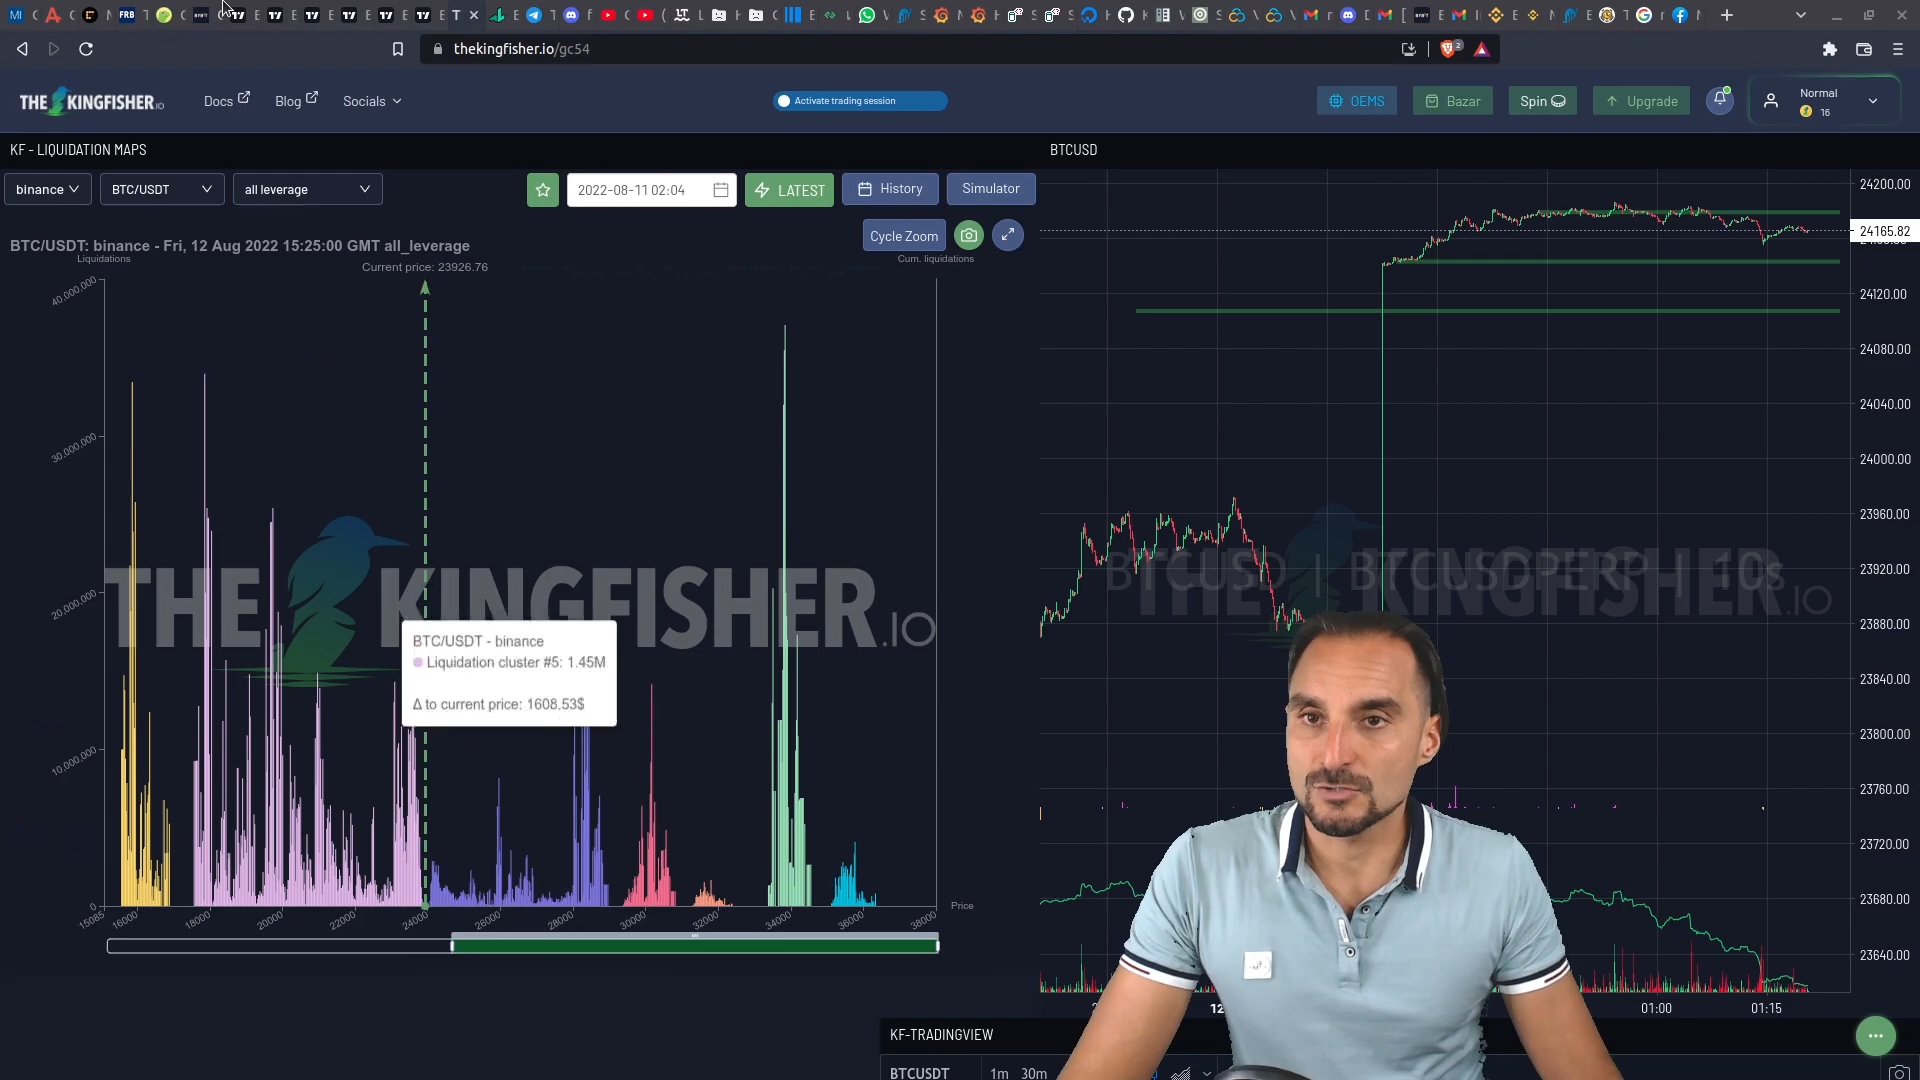 thekingfisher.io/gc54
THE KINGFISHER.io
Docs
Blog
Socials
Activate trading session
OEMS
Bazar
Spin
Upgrade
Normal
16
KF - LIQUIDATION MAPS
BTCUSD
binance
BTC/USDT
all leverage
2022-08-11 02:04
LATEST
History
Simulator
Cycle Zoom
BTC/USDT: binance - Fri, 12 Aug 2022 15:25:00 GMT all_leverage
Liquidations
Current price: 23926.76
Cum. liquidations
40,000,000
30,000,000
20,000,000
10,000,000
0
THE KINGFISHER.io
BTC/USDT - binance
Liquidation cluster #5: 1.45M
Δ to current price: 1608.53$
15085
16000
18000
20000
22000
24000
26000
28000
30000
32000
34000
36000
38000
Price
24200.00
24165.82
24120.00
24080.00
24040.00
24000.00
23960.00
23920.00
23880.00
23840.00
23800.00
23760.00
23720.00
23680.00
23640.00
BTCUSD | BTCUSDPERP 10s
12
01:00
01:15
KF-TRADINGVIEW
BTCUSDT
1m
30m